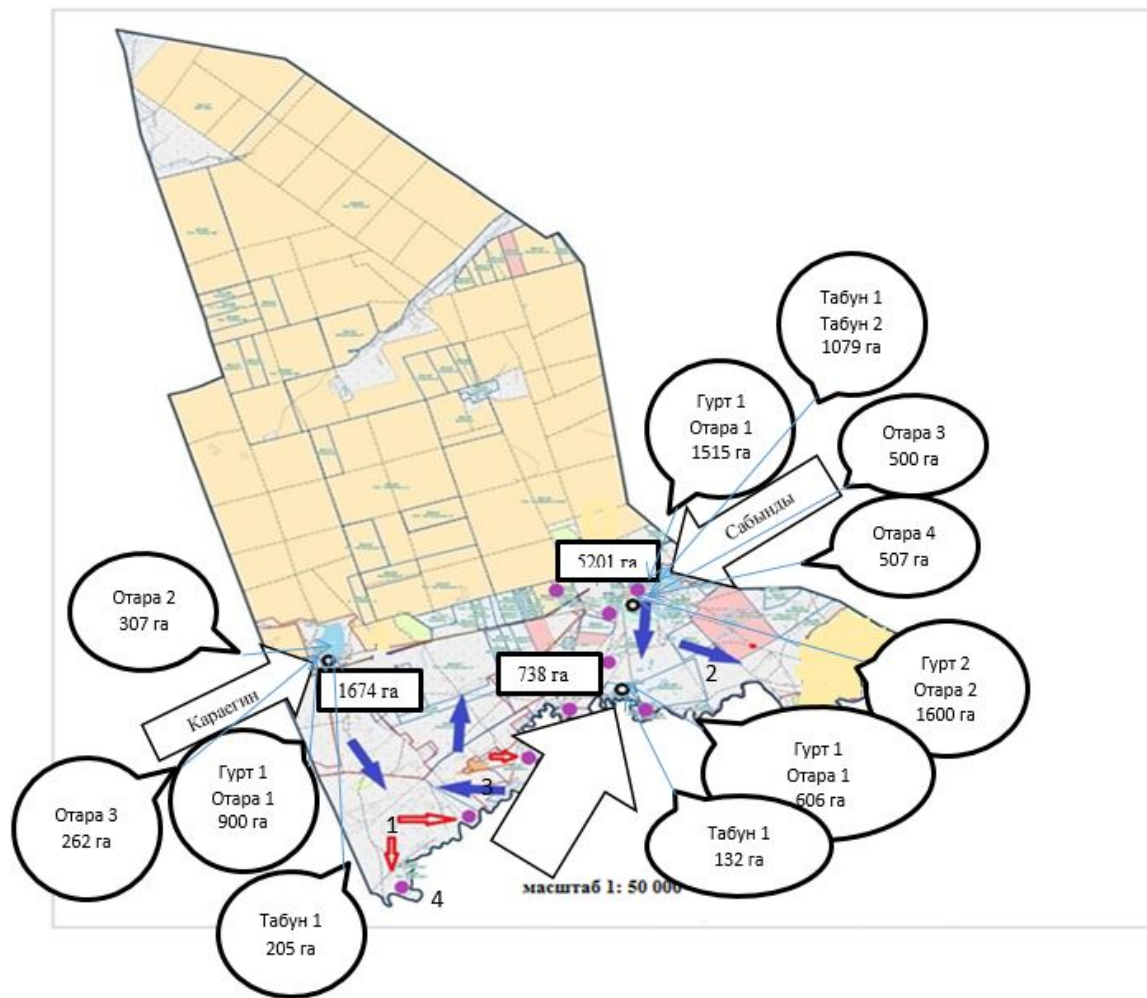 Табун 1
Табун 2
1079 га
Гурт 1
Отара 1
1515 га
Отара 3
500 га
Сабынды
Отара 4
507 га
5201 га
Отара 2
307 га
Караегин
1674 га
738 га
2
Гурт 2
Отара 2
1600 га
Гурт 1
Отара 1
606 га
Гурт 1
Отара 1
900 га
3
Отара 3
262 га
1
Табун 1
132 га
4
масштаб 1: 50 000
Табун 1
205 га